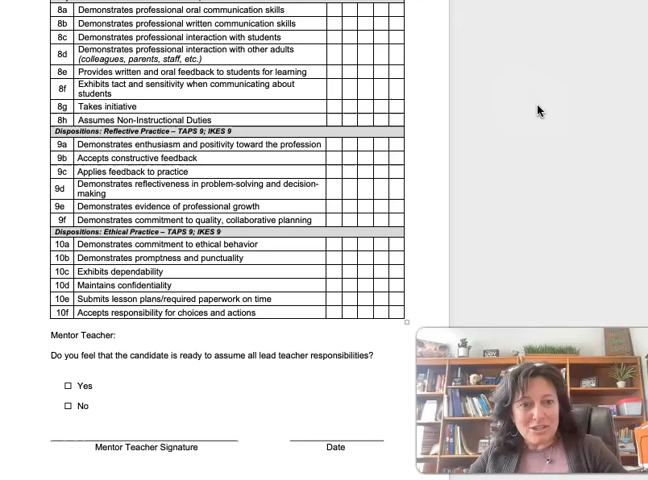 8a Demonstrates professional oral communication skills
8b Demonstrates professional written communication skills
8c Demonstrates professional interaction with students
8d Demonstrates professional interaction with other adults
(colleagues, parents, staff, etc.)
8e Provides written and oral feedback to students for learning
8f Exhibits tact and sensitivity when communicating about
students
8g Takes initiative
8h Assumes Non-Instructional Duties
Dispositions: Reflective Practice – TAPS 9; IKES 9
9a Demonstrates enthusiasm and positivity toward the profession
9b Accepts constructive feedback
9c Applies feedback to practice
9d Demonstrates reflectiveness in problem-solving and decision-
making
9e Demonstrates evidence of professional growth
9f Demonstrates commitment to quality, collaborative planning
Dispositions: Ethical Practice – TAPS 9; IKES 9
10a Demonstrates commitment to ethical behavior
10b Demonstrates promptness and punctuality
10c Exhibits dependability
10d Maintains confidentiality
10e Submits lesson plans/required paperwork on time
10f Accepts responsibility for choices and actions
Mentor Teacher:
Do you feel that the candidate is ready to assume all lead teacher responsibilities?
☐ Yes
☐ No
Mentor Teacher Signature Date